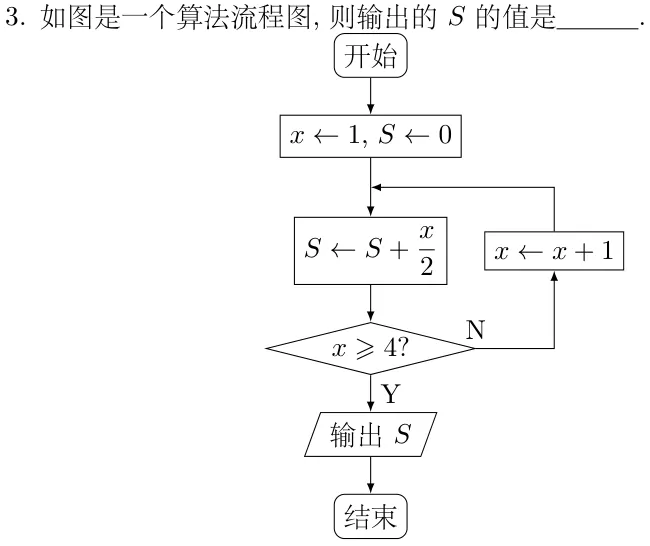 3. 如图是一个算法流程图, 则输出的 S 的值是______.
开始
x ← 1, S ← 0
S ← S + x/2
x ← x + 1
x ⩾ 4?
N
Y
输出 S
结束